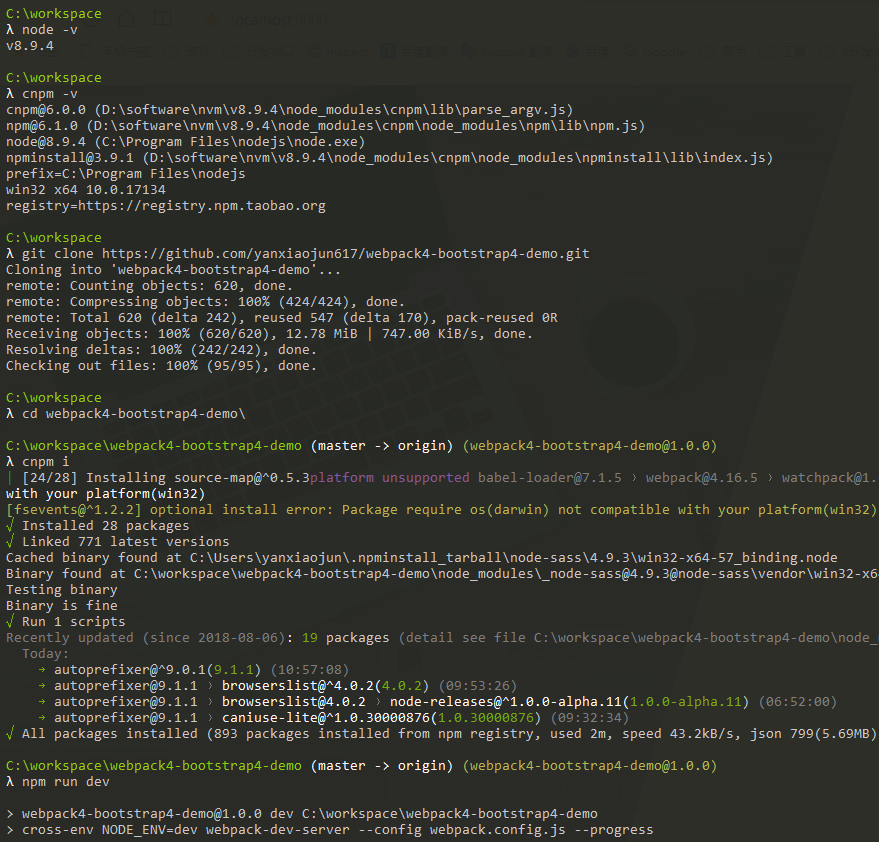 C:\workspace
λ node -v
v8.9.4
C:\workspace
λ cnpm -v
cnpm@6.0.0 (D:\software\nvm\v8.9.4\node_modules\cnpm\lib\parse_argv.js)
npm@6.1.0 (D:\software\nvm\v8.9.4\node_modules\cnpm\node_modules\npm\lib\npm.js)
node@8.9.4 (C:\Program Files\nodejs\node.exe)
npminstall@3.9.1 (D:\software\nvm\v8.9.4\node_modules\cnpm\node_modules\npminstall\lib\index.js)
prefix=C:\Program Files\nodejs
win32 x64 10.0.17134
registry=https://registry.npm.taobao.org
C:\workspace
λ git clone https://github.com/yanxiaojun617/webpack4-bootstrap4-demo.git
Cloning into 'webpack4-bootstrap4-demo'...
remote: Counting objects: 620, done.
remote: Compressing objects: 100% (424/424), done.
remote: Total 620 (delta 242), reused 547 (delta 170), pack-reused 0R
Receiving objects: 100% (620/620), 12.78 MiB | 747.00 KiB/s, done.
Resolving deltas: 100% (242/242), done.
Checking out files: 100% (95/95), done.
C:\workspace
λ cd webpack4-bootstrap4-demo\
C:\workspace\webpack4-bootstrap4-demo (master -> origin) (webpack4-bootstrap4-demo@1.0.0)
λ cnpm i
| [24/28] Installing source-map@^0.5.3platform unsupported babel-loader@7.1.5 › webpack@4.16.5 › watchpack@1.
with your platform(win32)
[fsevents@^1.2.2] optional install error: Package require os(darwin) not compatible with your platform(win32)
√ Installed 28 packages
√ Linked 771 latest versions
Cached binary found at C:\Users\yanxiaojun\.npminstall_tarball\node-sass\4.9.3\win32-x64-57_binding.node
Binary found at C:\workspace\webpack4-bootstrap4-demo\node_modules\_node-sass@4.9.3@node-sass\vendor\win32-x6
Testing binary
Binary is fine
√ Run 1 scripts
Recently updated (since 2018-08-06): 19 packages (detail see file C:\workspace\webpack4-bootstrap4-demo\node_
Today:
→ autoprefixer@^9.0.1(9.1.1) (10:57:08)
→ autoprefixer@9.1.1 › browserslist@^4.0.2(4.0.2) (09:53:26)
→ autoprefixer@9.1.1 › browserslist@4.0.2 › node-releases@^1.0.0-alpha.11(1.0.0-alpha.11) (06:52:00)
→ autoprefixer@9.1.1 › caniuse-lite@^1.0.30000876(1.0.30000876) (09:32:34)
√ All packages installed (893 packages installed from npm registry, used 2m, speed 43.2kB/s, json 799(5.69MB)
C:\workspace\webpack4-bootstrap4-demo (master -> origin) (webpack4-bootstrap4-demo@1.0.0)
λ npm run dev
> webpack4-bootstrap4-demo@1.0.0 dev C:\workspace\webpack4-bootstrap4-demo
> cross-env NODE_ENV=dev webpack-dev-server --config webpack.config.js --progress